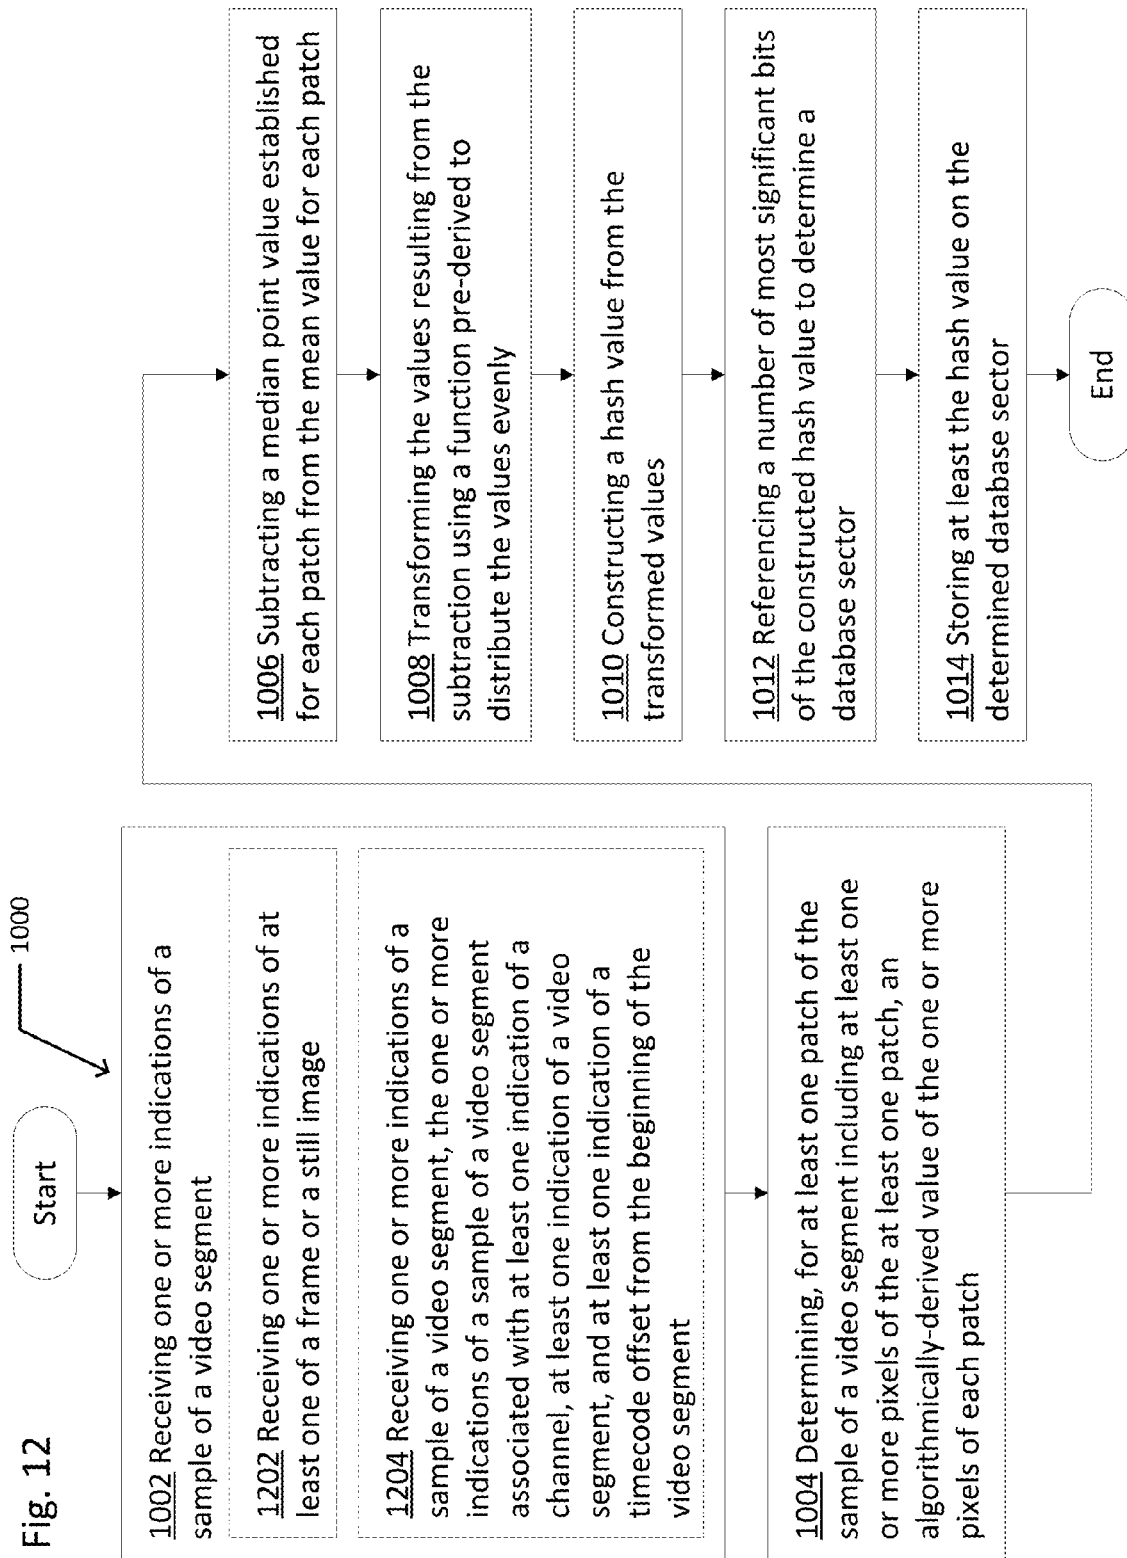 Fig. 12
1000
Start
1002 Receiving one or more indications of a
sample of a video segment
1202 Receiving one or more indications of at
least one of a frame or a still image
1204 Receiving one or more indications of a
sample of a video segment, the one or more
indications of a sample of a video segment
associated with at least one indication of a
channel, at least one indication of a video
segment, and at least one indication of a
timecode offset from the beginning of the
video segment
1004 Determining, for at least one patch of the
sample of a video segment including at least one
or more pixels of the at least one patch, an
algorithmically-derived value of the one or more
pixels of each patch
1006 Subtracting a median point value established
for each patch from the mean value for each patch
1008 Transforming the values resulting from the
subtraction using a function pre-derived to
distribute the values evenly
1010 Constructing a hash value from the
transformed values
1012 Referencing a number of most significant bits
of the constructed hash value to determine a
database sector
1014 Storing at least the hash value on the
determined database sector
End